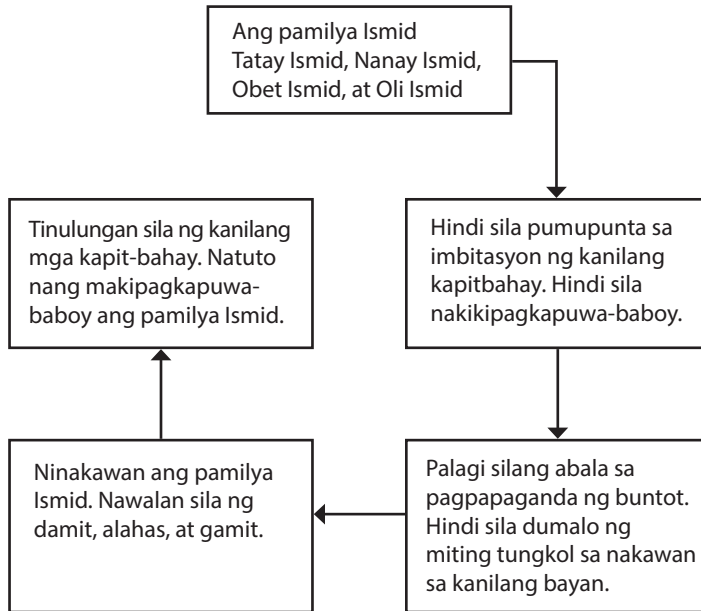 Ang pamilya Ismid
Tatay Ismid, Nanay Ismid,
Obet Ismid, at Oli Ismid
Hindi sila pumupunta sa
imbitasyon ng kanilang
kapitbahay. Hindi sila
nakikipagkapuwa-baboy.
Palagi silang abala sa
pagpapaganda ng buntot.
Hindi sila dumalo ng
miting tungkol sa nakawan
sa kanilang bayan.
Ninakawan ang pamilya
Ismid. Nawalan sila ng
damit, alahas, at gamit.
Tinulungan sila ng kanilang
mga kapit-bahay. Natuto
nang makipagkapuwa-
baboy ang pamilya Ismid.